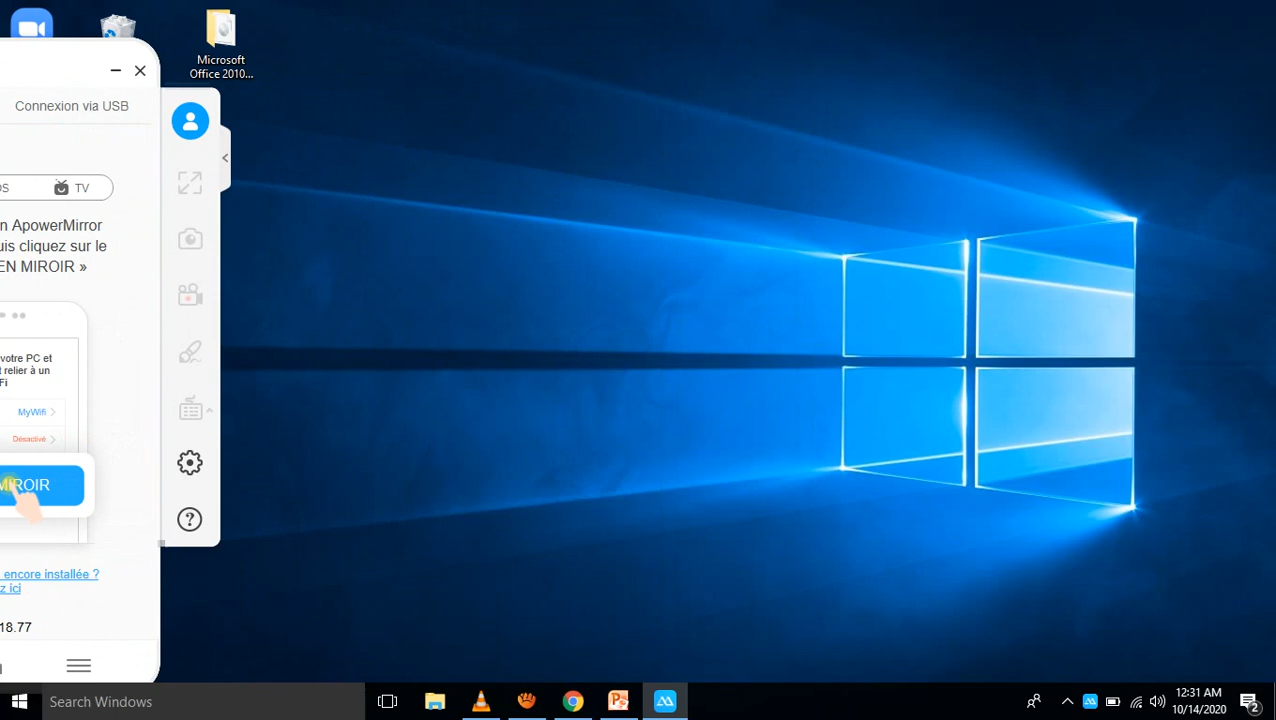 Microsoft
Office 2010...
Connexion via USB
TV
n ApowerMirror
uis cliquez sur le
EN MIROIR »
votre PC et
t relier à un
Fi
MyWifi
Désactivé
MIROIR
encore installée ?
z ici
18.77
Search Windows
12:31 AM
10/14/2020
2